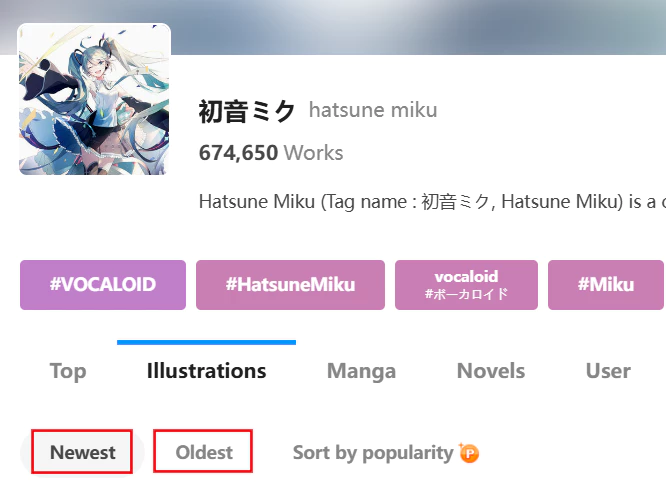 初音ミク hatsune miku
674,650 Works
Hatsune Miku (Tag name : 初音ミク, Hatsune Miku) is a
#VOCALOID #HatsuneMiku vocaloid #Miku
#ボーカロイド
Top Illustrations Manga Novels User
Newest Oldest Sort by popularity P